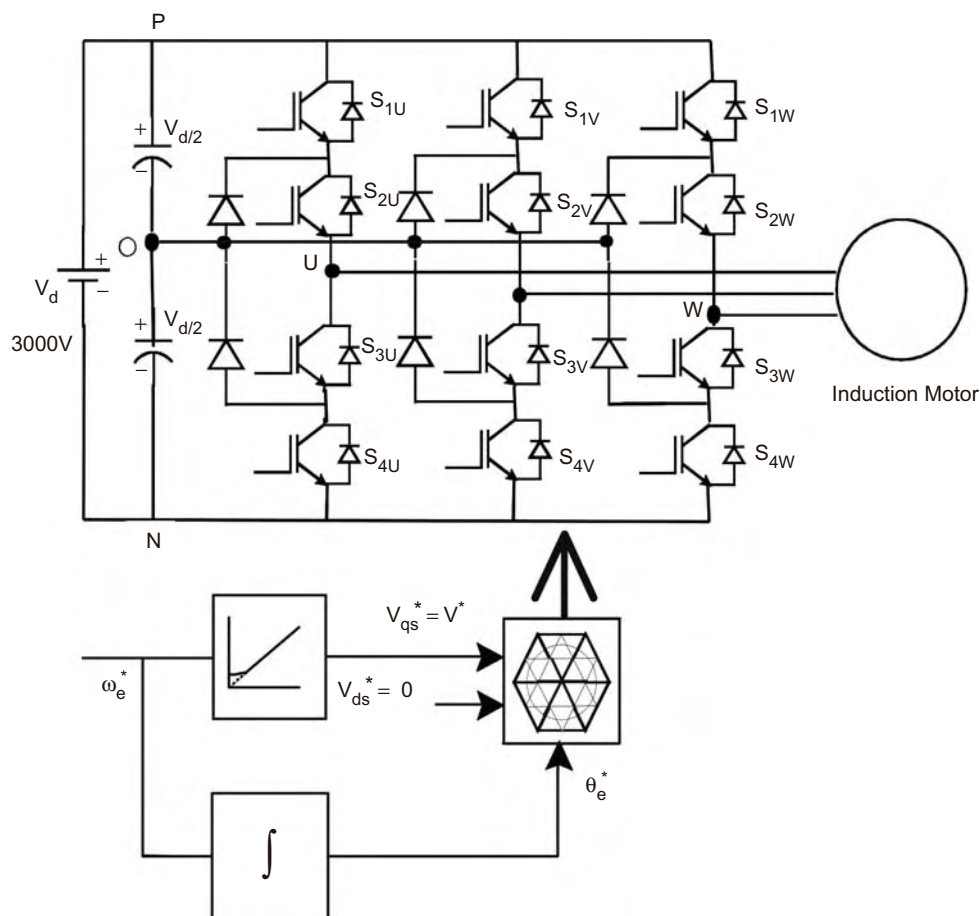 P
S1U
S1V
S1W
+ Vd/2
−
S2U
S2V
S2W
O
U
+
−
Vd
3000V
W
+ Vd/2
−
S3U
S3V
S3W
Induction Motor
S4U
S4V
S4W
N
Vqs* = V*
ωe*
Vds* = 0
θe*
∫